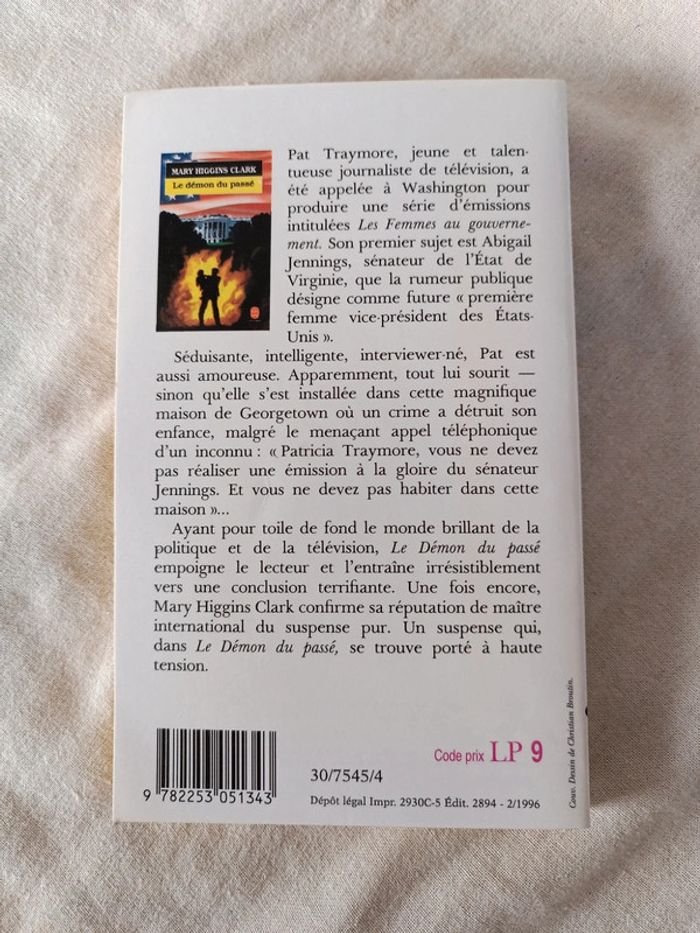 MARY HIGGINS CLARK
Le démon du passé
Pat Traymore, jeune et talen-
tueuse journaliste de télévision, a
été appelée à Washington pour
produire une série d'émissions
intitulées Les Femmes au gouverne-
ment. Son premier sujet est Abigail
Jennings, sénateur de l'État de
Virginie, que la rumeur publique
désigne comme future « première
femme vice-président des États-
Unis ».
Séduisante, intelligente, interviewer-né, Pat est
aussi amoureuse. Apparemment, tout lui sourit —
sinon qu'elle s'est installée dans cette magnifique
maison de Georgetown où un crime a détruit son
enfance, malgré le menaçant appel téléphonique
d'un inconnu : « Patricia Traymore, vous ne devez
pas réaliser une émission à la gloire du sénateur
Jennings. Et vous ne devez pas habiter dans cette
maison »...
Ayant pour toile de fond le monde brillant de la
politique et de la télévision, Le Démon du passé
empoigne le lecteur et l'entraîne irrésistiblement
vers une conclusion terrifiante. Une fois encore,
Mary Higgins Clark confirme sa réputation de maître
international du suspense pur. Un suspense qui,
dans Le Démon du passé, se trouve porté à haute
tension.
Couv. Dessin de Christian Broutin.
Code prix LP 9
30/7545/4
9 782253 051343
Dépôt légal Impr. 2930C-5 Édit. 2894 - 2/1996